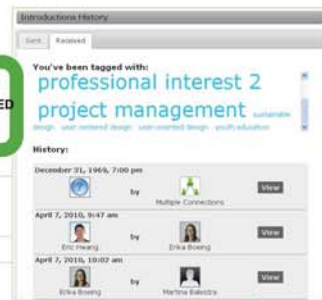 Introductions History
Sent Received
ED
You've been tagged with:
professional interest 2
project management sustainable
design user-centered design user-oriented design youth education
History:
December 31, 1969, 7:00 pm
by
Multiple Connections
View
April 7, 2010, 9:47 am
by
Eric Hwang
Erika Boeing
View
April 7, 2010, 10:02 am
by
Erika Boeing
Martina Balestra
View